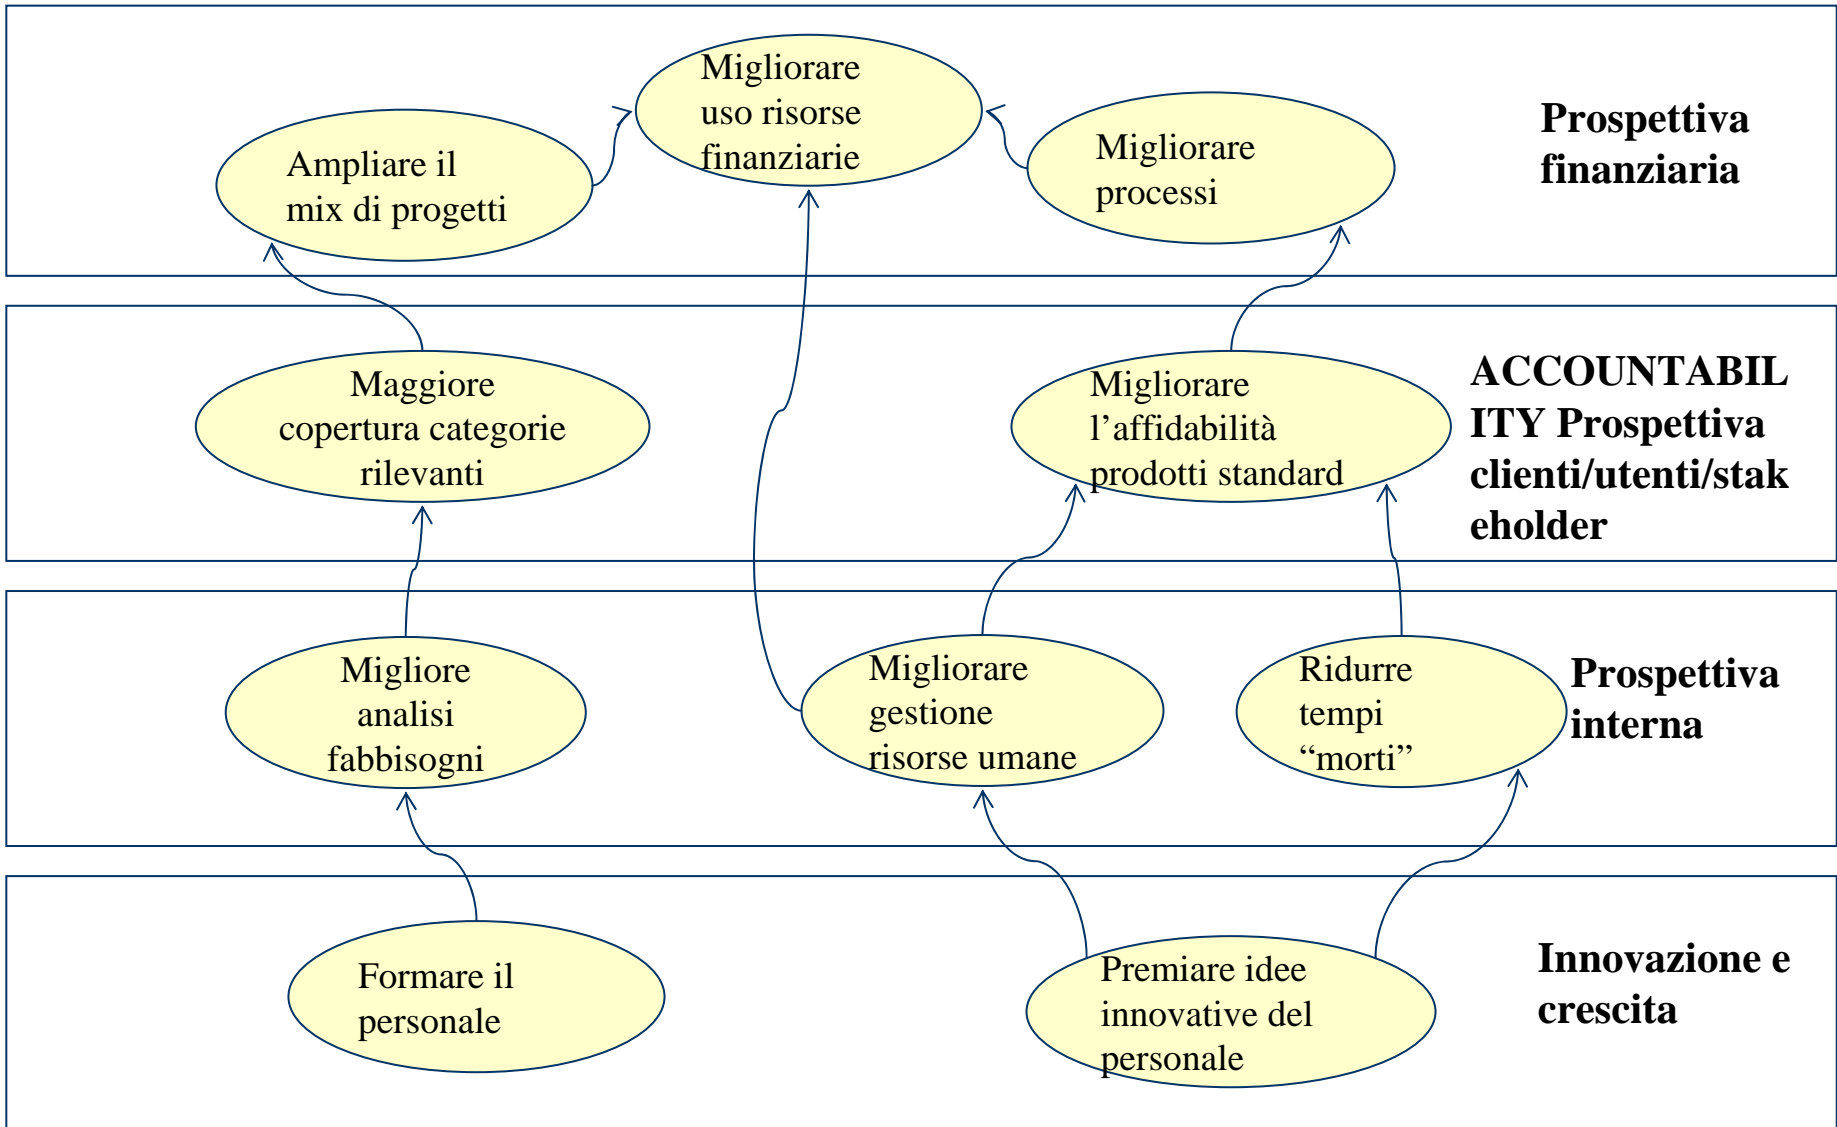 Migliorare
uso risorse
finanziarie
Ampliare il
mix di progetti
Migliorare
processi
Prospettiva
finanziaria
Maggiore
copertura categorie
rilevanti
Migliorare
l’affidabilità
prodotti standard
ACCOUNTABIL
ITY Prospettiva
clienti/utenti/stak
eholder
Migliore
analisi
fabbisogni
Migliorare
gestione
risorse umane
Ridurre
tempi
“morti”
Prospettiva
interna
Formare il
personale
Premiare idee
innovative del
personale
Innovazione e
crescita